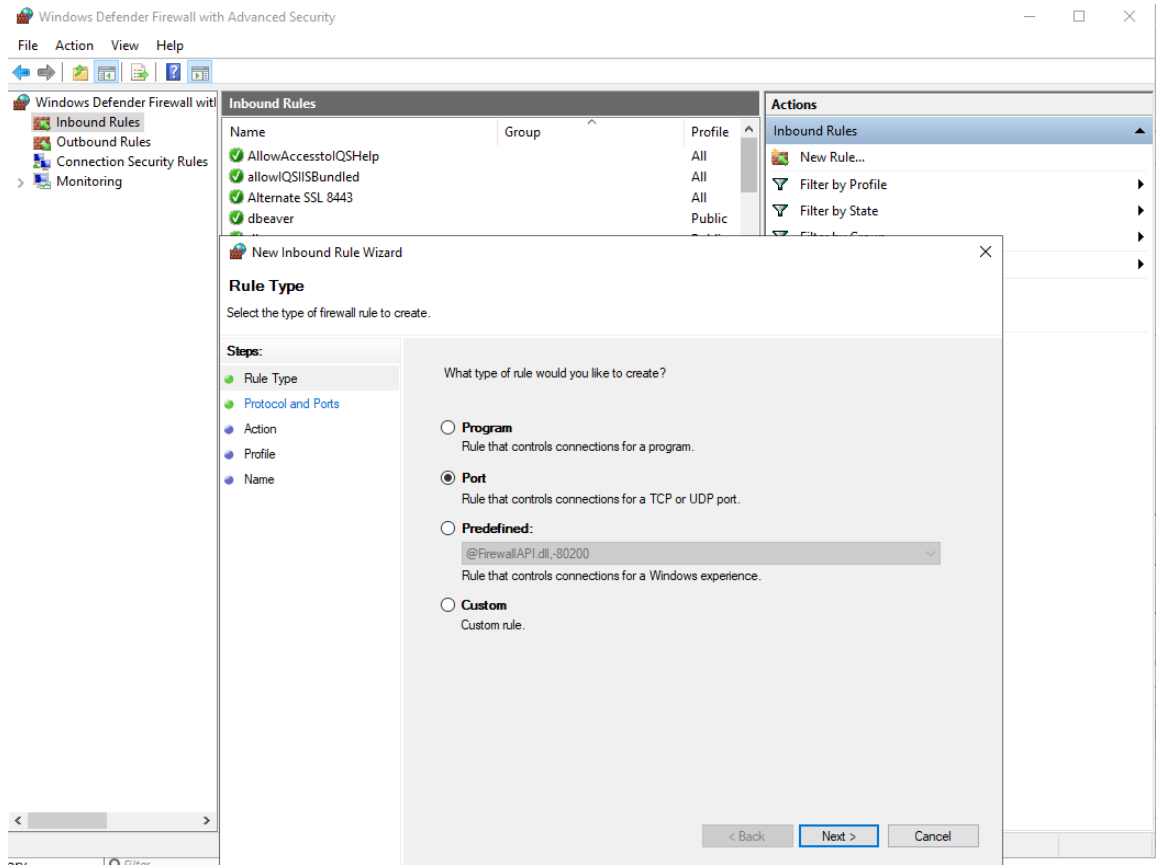 Windows Defender Firewall with Advanced Security
File Action View Help
Windows Defender Firewall witl
Inbound Rules
Outbound Rules
Connection Security Rules
Monitoring
Inbound Rules
Name Group Profile
AllowAccesstoIQSHelp All
allowIQSIISBundled All
Alternate SSL 8443 All
dbeaver Public
Actions
Inbound Rules
New Rule...
Filter by Profile
Filter by State
Filter by Group
New Inbound Rule Wizard
Rule Type
Select the type of firewall rule to create.
Steps:
Rule Type
Protocol and Ports
Action
Profile
Name
What type of rule would you like to create?
Program
Rule that controls connections for a program.
Port
Rule that controls connections for a TCP or UDP port.
Predefined:
@FirewallAPI.dll,-80200
Rule that controls connections for a Windows experience.
Custom
Custom rule.
< Back Next > Cancel
Filter